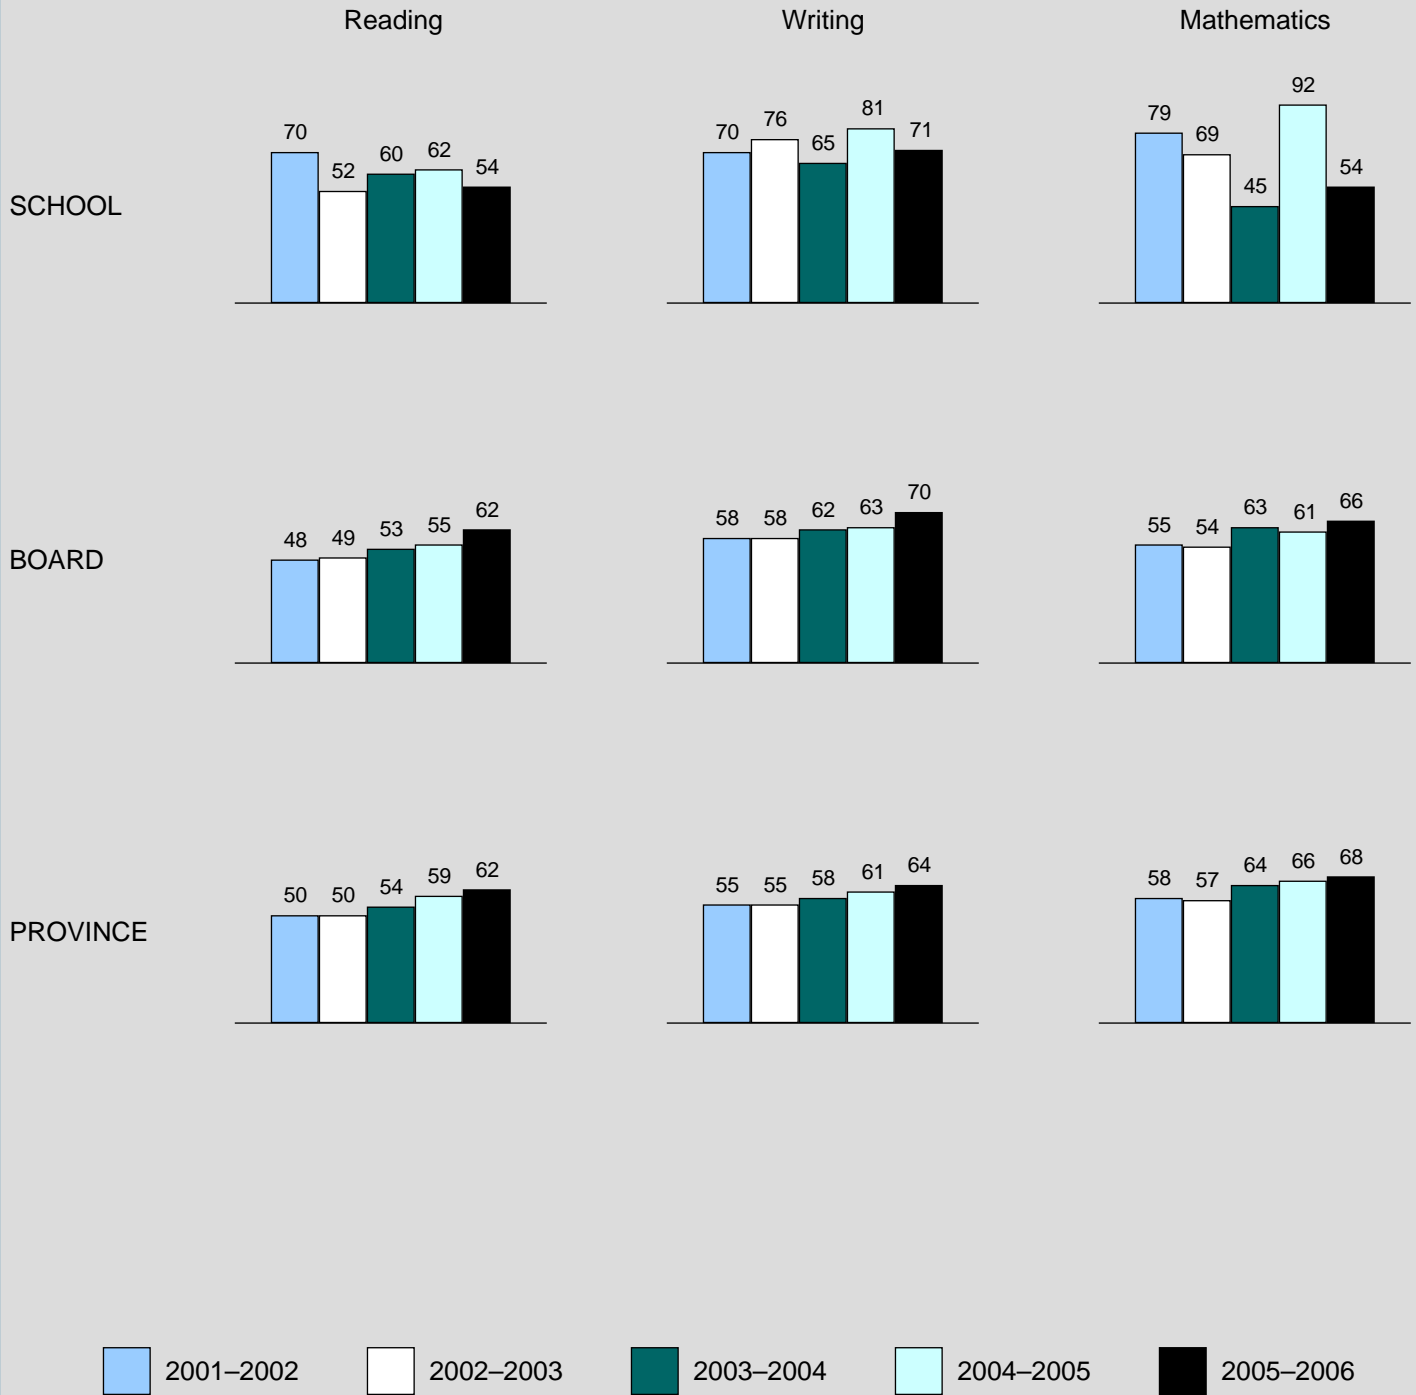 Reading Writing Mathematics
SCHOOL
70 52 60 62 54
70 76 65 81 71
79 69 45 92 54
BOARD
48 49 53 55 62
58 58 62 63 70
55 54 63 61 66
PROVINCE
50 50 54 59 62
55 55 58 61 64
58 57 64 66 68
2001–2002 2002–2003 2003–2004 2004–2005 2005–2006